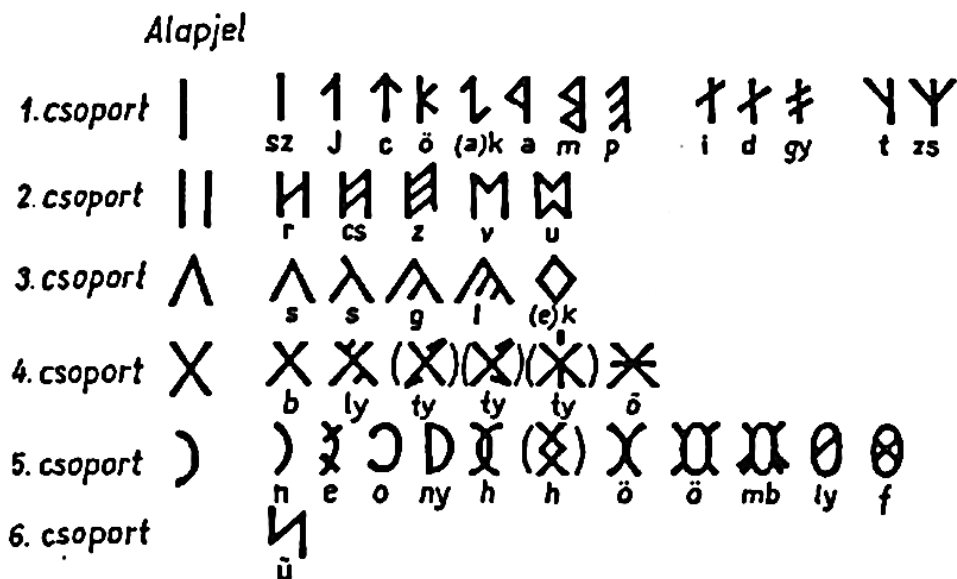 Alapjel
1. csoport
sz J c ö (a)k a m p i d gy t zs
2. csoport
r cs z v u
3. csoport
s s g l (e)k
4. csoport
b ly (ty) (ty) (ty) ö
5. csoport
n e o ny h h ö ö mb ly f
6. csoport
ü